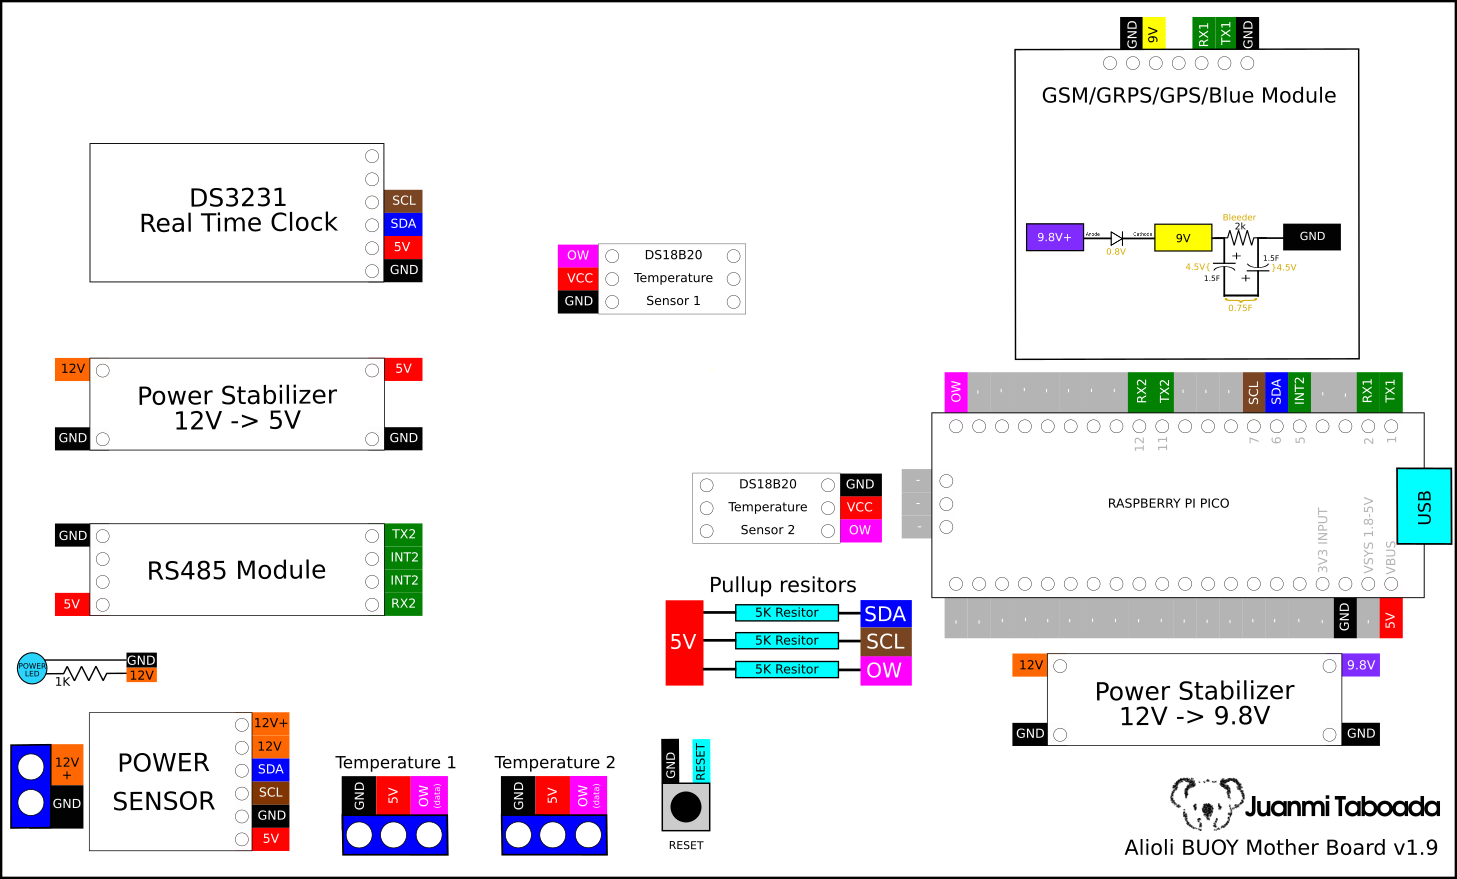 GND
9V
RX1
TX1
GND
GSM/GRPS/GPS/Blue Module
9.8V+
Anode
0.8V
Cathode
9V
Bleeder
2k
GND
4.5V{
1.5F
+
+
1.5F
}4.5V
0.75F
DS3231
Real Time Clock
SCL
SDA
5V
GND
OW
VCC
GND
DS18B20
Temperature
Sensor 1
12V
GND
Power Stabilizer
12V -> 5V
5V
GND
OW
- - - - - - -
RX2
TX2
- - -
SCL
SDA
INT2
- -
RX1
TX1
12
11
7
6
5
2
1
-
-
-
RASPBERRY PI PICO
3V3 INPUT
VSYS 1.8-5V
VBUS
USB
- - - - - - - - - - - - - - - - -
GND
-
5V
DS18B20
Temperature
Sensor 2
GND
VCC
OW
GND
5V
RS485 Module
TX2
INT2
INT2
RX2
Pullup resitors
5V
5K Resitor
SDA
5K Resitor
SCL
5K Resitor
OW
POWER
LED
1K
GND
12V
12V
GND
Power Stabilizer
12V -> 9.8V
9.8V
GND
12V
+
GND
POWER
SENSOR
12V+
12V
SDA
SCL
GND
5V
Temperature 1
GND
5V
OW
(data)
Temperature 2
GND
5V
OW
(data)
GND
RESET
RESET
Juanmi Taboada
Alioli BUOY Mother Board v1.9